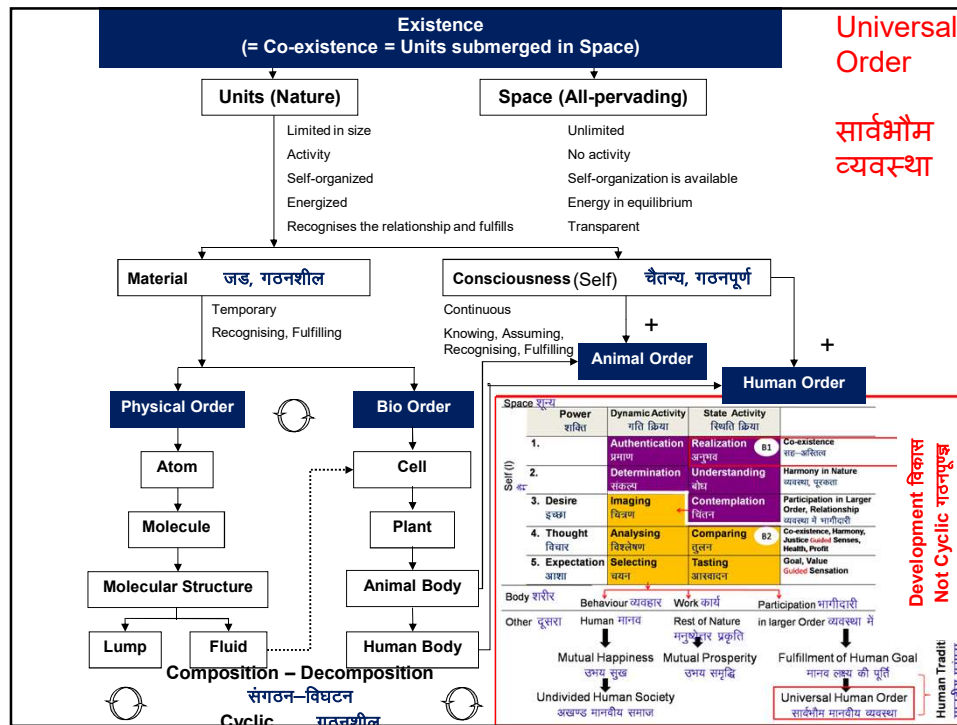 Existence
(= Co-existence = Units submerged in Space)
Universal
Order
सार्वभौम
व्यवस्था
Units (Nature)
Space (All-pervading)
Limited in size
Activity
Self-organized
Energized
Recognises the relationship and fulfills
Unlimited
No activity
Self-organization is available
Energy in equilibrium
Transparent
Material जड, गठनशील
Consciousness (Self) चैतन्य, गठनपूर्ण
Temporary
Recognising, Fulfilling
Continuous
Knowing, Assuming,
Recognising, Fulfilling
+
+
Animal Order
Human Order
Physical Order
Bio Order
Atom
Molecule
Molecular Structure
Lump
Fluid
Cell
Plant
Animal Body
Human Body
Composition – Decomposition
संगठन–विघटन
Cyclic गठनशील
Space शून्य
Power
शक्ति
Dynamic Activity
गति क्रिया
State Activity
स्थिति क्रिया
Self (I)
मैं
1.
Authentication
प्रमाण
Realization
अनुभव
B1
Co-existence
सह–अस्तित्व
2.
Determination
संकल्प
Understanding
बोध
Harmony in Nature
व्यवस्था, पूरकता
3. Desire
इच्छा
Imaging
चित्रण
Contemplation
चिंतन
Participation in Larger
Order, Relationship
व्यवस्था में भागीदारी
4. Thought
विचार
Analysing
विश्लेषण
Comparing
तुलन
B2
Co-existence, Harmony,
Justice Guided Senses,
Health, Profit
5. Expectation
आशा
Selecting
चयन
Tasting
आस्वादन
Goal, Value
Guided Sensation
Body शरीर
Behaviour व्यवहार
Work कार्य
Participation भागीदारी
Other दूसरा
Human मानव
Rest of Nature
मनुष्येत्तर प्रकृति
in larger Order व्यवस्था में
Mutual Happiness
उभय सुख
Mutual Prosperity
उभय समृद्धि
Fulfillment of Human Goal
मानव लक्ष्य की पूर्ति
Undivided Human Society
अखण्ड मानवीय समाज
Universal Human Order
सार्वभौम मानवीय व्यवस्था
Development विकास
Not Cyclic
Human Traditi